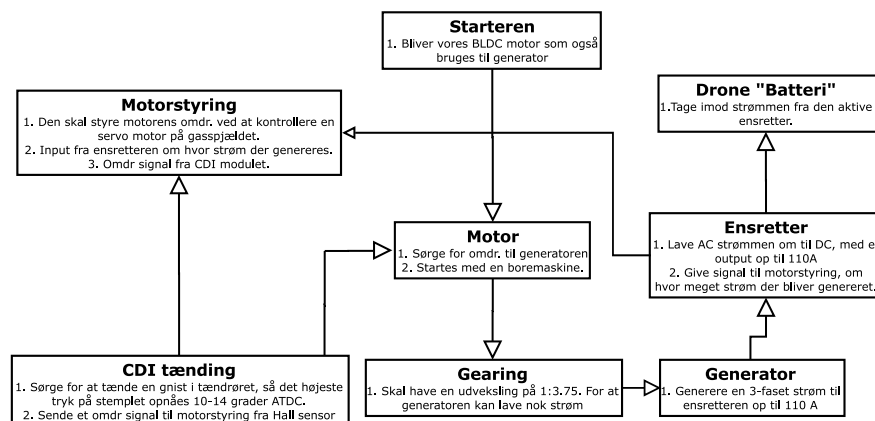 Starteren
1. Bliver vores BLDC motor som også
bruges til generator
Drone "Batteri"
1.Tage imod strømmen fra den aktive
ensretter.
Motorstyring
1. Den skal styre motorens omdr. ved at kontrollere en
servo motor på gasspjældet.
2. Input fra ensretteren om hvor strøm der genereres.
3. Omdr signal fra CDI modulet.
Motor
1. Sørge for omdr. til generatoren
2. Startes med en boremaskine.
Ensretter
1. Lave AC strømmen om til DC, med e
output op til 110A
2. Give signal til motorstyring, om
hvor meget strøm der bliver genereret.
CDI tænding
1. Sørge for at tænde en gnist i tændrøret, så det højeste
tryk på stemplet opnåes 10-14 grader ATDC.
2. Sende et omdr signal til motorstyring fra Hall sensor
Gearing
1. Skal have en udveksling på 1:3.75. For at
generatoren kan lave nok strøm
Generator
1. Generere en 3-faset strøm til
ensretteren op til 110 A